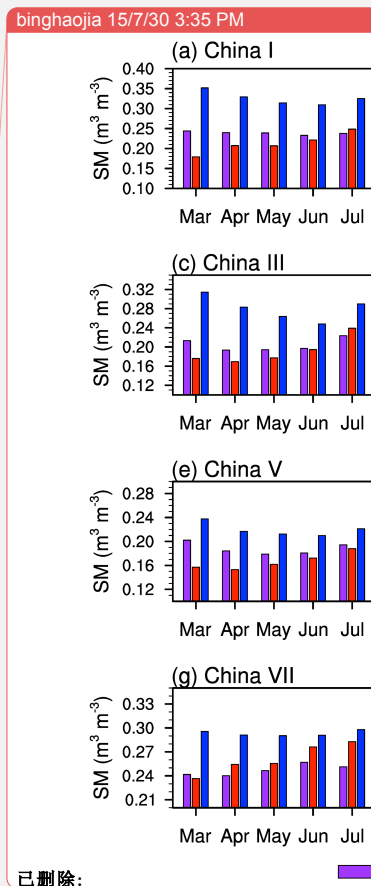 binghaojia 15/7/30 3:35 PM
(a) China I
0.40
0.35
0.30
0.25
0.20
0.15
0.10
SM (m³ m⁻³)
Mar Apr May Jun Jul
(c) China III
0.32
0.28
0.24
0.20
0.16
0.12
SM (m³ m⁻³)
Mar Apr May Jun Jul
(e) China V
0.28
0.24
0.20
0.16
0.12
SM (m³ m⁻³)
Mar Apr May Jun Jul
(g) China VII
0.33
0.30
0.27
0.24
0.21
SM (m³ m⁻³)
Mar Apr May Jun Jul
已删除: